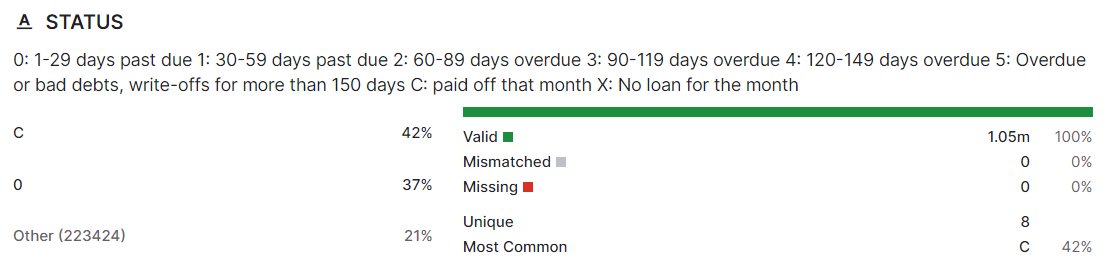 A STATUS
0: 1-29 days past due 1: 30-59 days past due 2: 60-89 days overdue 3: 90-119 days overdue 4: 120-149 days overdue 5: Overdue
or bad debts, write-offs for more than 150 days C: paid off that month X: No loan for the month
C 42%
0 37%
Other (223424) 21%
Valid 1.05m 100%
Mismatched 0 0%
Missing 0 0%
Unique 8
Most Common C 42%